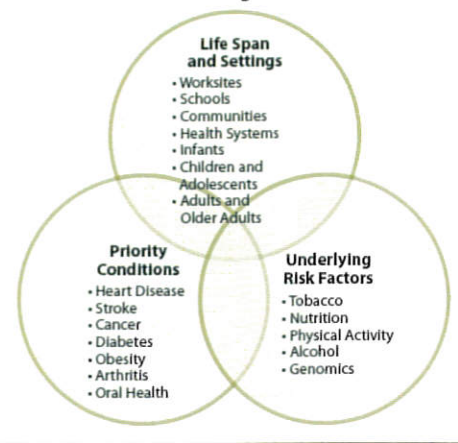 Life Span
and Settings
• Worksites
• Schools
• Communities
• Health Systems
• Infants
• Children and
Adolescents
• Adults and
Older Adults
Priority
Conditions
• Heart Disease
• Stroke
• Cancer
• Diabetes
• Obesity
• Arthritis
• Oral Health
Underlying
Risk Factors
• Tobacco
• Nutrition
• Physical Activity
• Alcohol
• Genomics